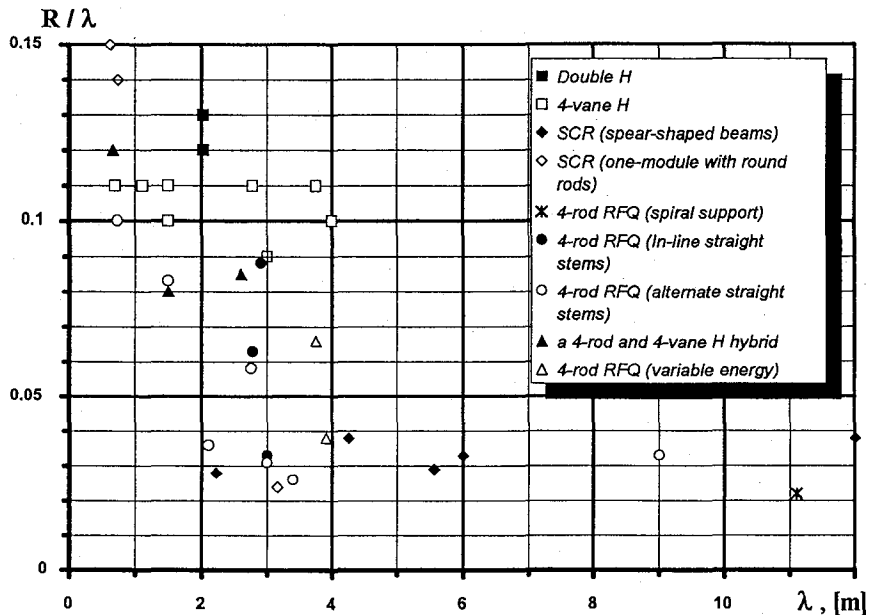 R / λ
0.15
0.1
0.05
0
0
2
4
6
8
10
λ , [m]
Double H
4-vane H
SCR (spear-shaped beams)
SCR (one-module with round
rods)
4-rod RFQ (spiral support)
4-rod RFQ (In-line straight
stems)
4-rod RFQ (alternate straight
stems)
a 4-rod and 4-vane H hybrid
4-rod RFQ (variable energy)